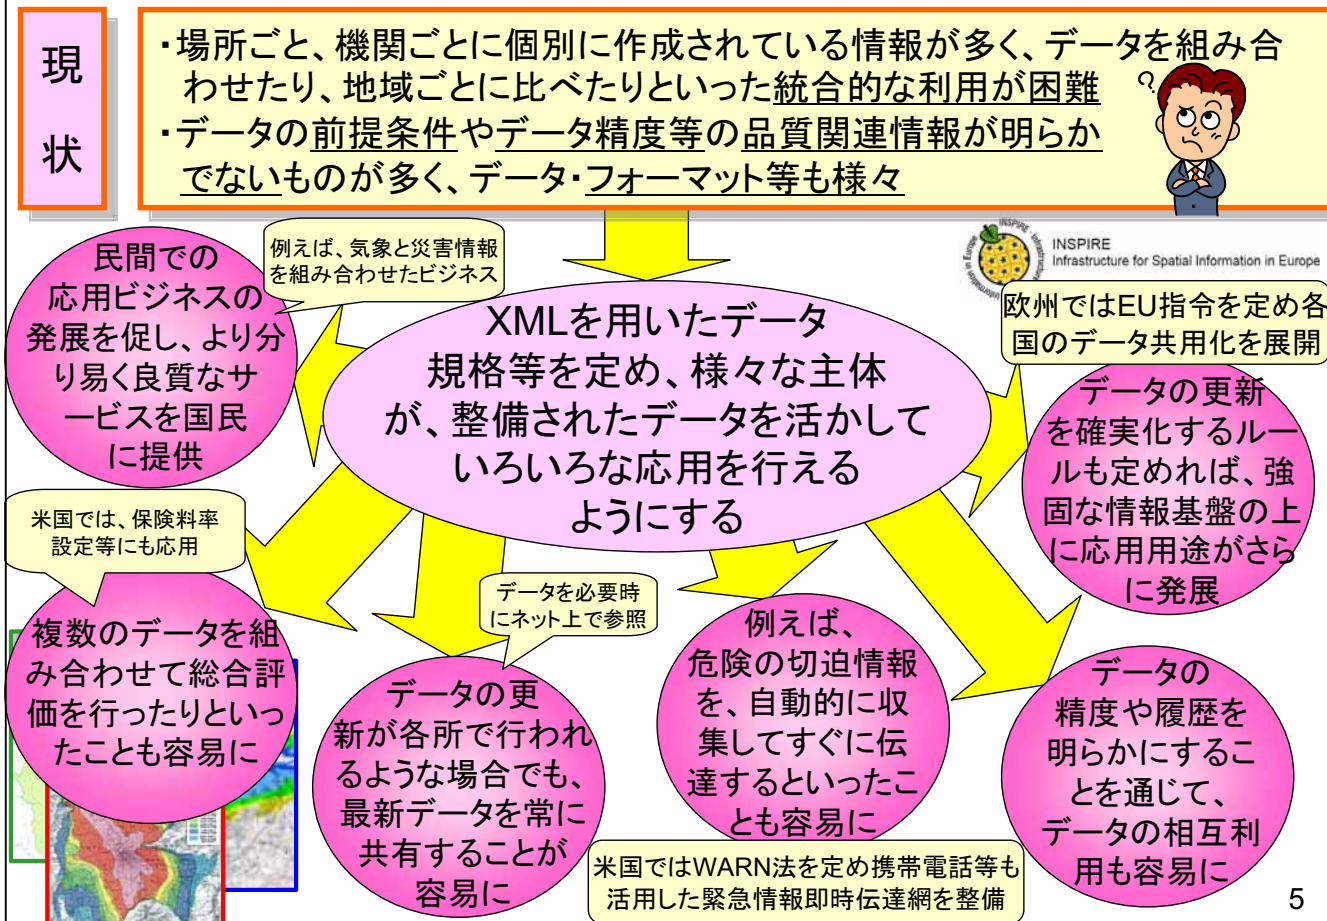 現
状
・場所ごと、機関ごとに個別に作成されている情報が多く、データを組み合
わせたり、地域ごとに比べたりといった統合的な利用が困難
・データの前提条件やデータ精度等の品質関連情報が明らか
でないものが多く、データ・フォーマット等も様々
?
民間での
応用ビジネスの
発展を促し、より分
り易く良質なサ
ービスを国民
に提供
例えば、気象と災害情報
を組み合わせたビジネス
INSPIRE
Infrastructure for Spatial Information in Europe
欧州ではEU指令を定め各
国のデータ共用化を展開
XMLを用いたデータ
規格等を定め、様々な主体
が、整備されたデータを活かして
いろいろな応用を行える
ようにする
データの更新
を確実化するルー
ルも定めれば、強
固な情報基盤の上
に応用用途がさら
に発展
米国では、保険料率
設定等にも応用
複数のデータを組
み合わせて総合評
価を行ったりといっ
たことも容易に
データを必要時
にネット上で参照
データの更
新が各所で行われ
るような場合でも、
最新データを常に
共有することが
容易に
例えば、
危険の切迫情報
を、自動的に収
集してすぐに伝
達するといったこ
とも容易に
米国ではWARN法を定め携帯電話等も
活用した緊急情報即時伝達網を整備
データの
精度や履歴を
明らかにするこ
とを通じて、
データの相互利
用も容易に
5